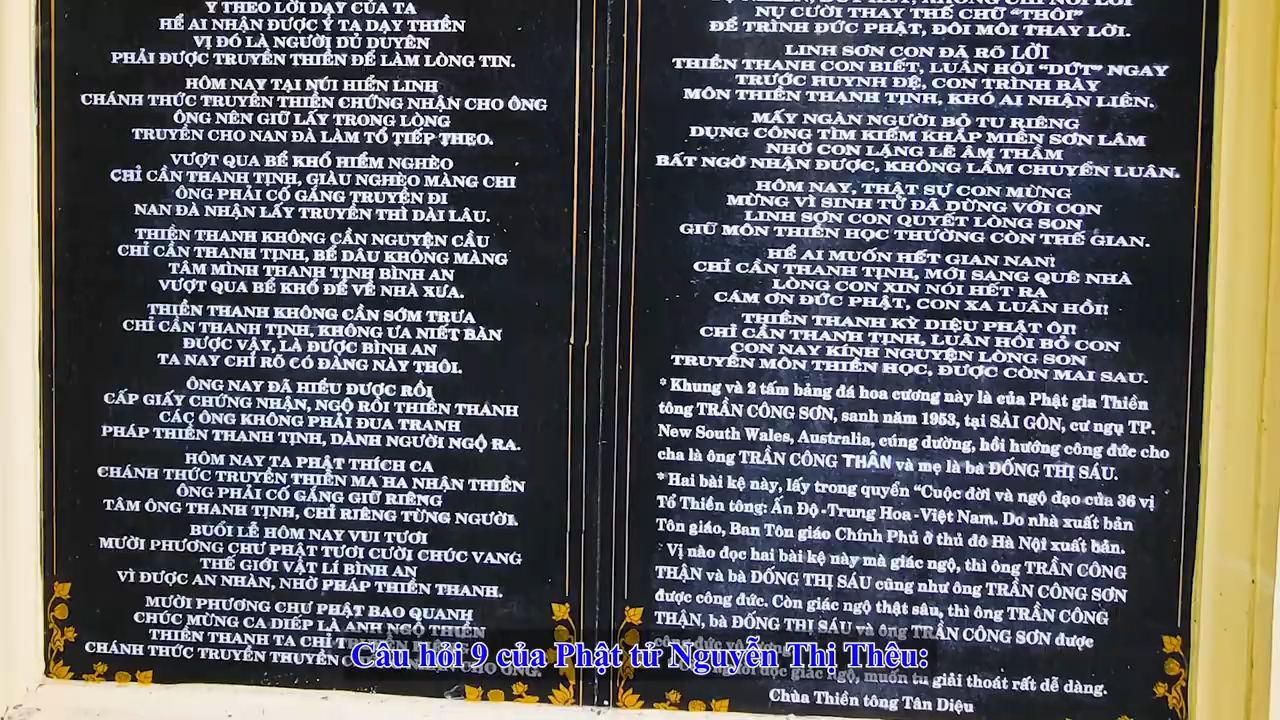 Y THEO LỜI DẠY CỦA TA
HỄ AI NHẬN ĐƯỢC Ý TA DẠY THIỀN
VỊ ĐÓ LÀ NGƯỜI DỦ DUYÊN
PHẢI ĐƯỢC TRUYỀN THIỀN ĐỂ LÀM LÒNG TIN.
HÔM NAY TẠI NÚI HIỂN LINH
CHÁNH THỨC TRUYỀN THIỀN CHỨNG NHẬN CHO ÔNG
ÔNG NÊN GIỮ LẤY TRONG LÒNG
TRUYỀN CHO NAN ĐÀ LÀM TỔ TIẾP THEO.
VƯỢT QUA BỂ KHỔ HIỂM NGHÈO
CHỈ CẦN THANH TỊNH, GIÀU NGHÈO MÀNG CHI
ÔNG PHẢI CỐ GẮNG TRUYỀN ĐI
NAN ĐÀ NHẬN LẤY TRUYỀN THÌ DÀI LÂU.
THIỀN THANH KHÔNG CẦN NGUYỆN CẦU
CHỈ CẦN THANH TỊNH, BỂ DÂU KHÔNG MÀNG
TÂM MÌNH THANH TỊNH BÌNH AN
VƯỢT QUA BỂ KHỔ ĐỂ VỀ NHÀ XƯA.
THIỀN THANH KHÔNG CẦN SỚM TRƯA
CHỈ CẦN THANH TỊNH, KHÔNG ƯA NIẾT BÀN
ĐƯỢC VẬY, LÀ ĐƯỢC BÌNH AN
TA NAY CHỈ RÕ CÓ ĐÀNG NÀY THÔI.
ÔNG NAY ĐÃ HIỂU ĐƯỢC RỒI
CẤP GIẤY CHỨNG NHẬN, NGỘ RỒI THIỀN THANH
CÁC ÔNG KHÔNG PHẢI ĐUA TRANH
PHÁP THIỀN THANH TỊNH, DÀNH NGƯỜI NGỘ RA.
HÔM NAY TA PHẬT THÍCH CA
CHÁNH THỨC TRUYỀN THIỀN MA HA NHẬN THIỀN
ÔNG PHẢI CỐ GẮNG GIỮ RIÊNG
TÂM ÔNG THANH TỊNH, CHỈ RIÊNG TỪNG NGƯỜI.
BUỔI LỄ HÔM NAY VUI TƯƠI
MƯỜI PHƯƠNG CHƯ PHẬT TƯƠI CƯỜI CHÚC VANG
THẾ GIỚI VẬT LÍ BÌNH AN
VÌ ĐƯỢC AN NHÀN, NHỜ PHÁP THIỀN THANH.
MƯỜI PHƯƠNG CHƯ PHẬT BAO QUANH
CHÚC MỪNG CA DIẾP LÀ ANH NGỘ THIỀN
THIỀN THANH TA CHỈ
CHÁNH THỨC TRUYỀN THUYỀN CHO ÔNG.
NỤ CƯỜI THAY THẾ CHỮ “THÔI”
ĐỂ TRÌNH ĐỨC PHẬT, ĐÔI MÔI THAY LỜI.
LINH SƠN CON ĐÃ RÕ LỜI
THIỀN THANH CON BIẾT, LUÂN HỒI “DỨT” NGAY
TRƯỚC HUYNH ĐỆ, CON TRÌNH BÀY
MÔN THIỀN THANH TỊNH, KHÓ AI NHẬN LIỀN.
MẤY NGÀN NGƯỜI BỎ TU RIÊNG
DỤNG CÔNG TÌM KIẾM KHẮP MIỀN SƠN LÂM
NHỜ CON LẶNG LẼ ÂM THẦM
BẤT NGỜ NHẬN ĐƯỢC, KHÔNG LẦM CHUYỂN LUÂN.
HÔM NAY, THẬT SỰ CON MỪNG
MỪNG VÌ SINH TỬ ĐÃ DỪNG VỚI CON
LINH SƠN CON QUYẾT LÒNG SON
GIỮ MÔN THIỀN HỌC THƯỜNG CÒN THẾ GIAN.
HỄ AI MUỐN HẾT GIAN NAN
CHỈ CẦN THANH TỊNH, MỚI SANG QUÊ NHÀ
LÒNG CON XIN NÓI HẾT RA
CÁM ƠN ĐỨC PHẬT, CON XA LUÂN HỒI!
THIỀN THANH KỲ DIỆU PHẬT ÔI!
CHỈ CẦN THANH TỊNH, LUÂN HỒI BỎ CON
CON NAY KÍNH NGUYỆN LÒNG SON
TRUYỀN MÔN THIỀN HỌC, ĐƯỢC CÒN MAI SAU.
* Khung và 2 tấm bảng đá hoa cương này là của Phật gia Thiền
tông TRẦN CÔNG SƠN, sanh năm 1953, tại SÀI GÒN, cư ngụ TP.
New South Wales, Australia, cúng dường, hồi hướng công đức cho
cha là ông TRẦN CÔNG THÂN và mẹ là bà ĐỐNG THỊ SÁU.
* Hai bài kệ này, lấy trong quyển “Cuộc đời và ngộ đạo của 36 vị
Tổ Thiền tông: Ấn Độ-Trung Hoa-Việt Nam. Do nhà xuất bản
Tôn giáo, Ban Tôn giáo Chính Phủ ở thủ đô Hà Nội xuất bản.
* Vị nào đọc hai bài kệ này mà giác ngộ, thì ông TRẦN CÔNG
THẬN và bà ĐỐNG THỊ SÁU cũng như ông TRẦN CÔNG SƠN
được công đức. Còn giác ngộ thật sâu, thì ông TRẦN CÔNG
THẬN, bà ĐỐNG THỊ SÁU và ông TRẦN CÔNG SƠN được
đọc giác ngộ, muốn tu giải thoát rất dễ dàng.
Chùa Thiền tông Tân Diệu
Câu hỏi 9 của Phật tử Nguyễn Thị Thêu: